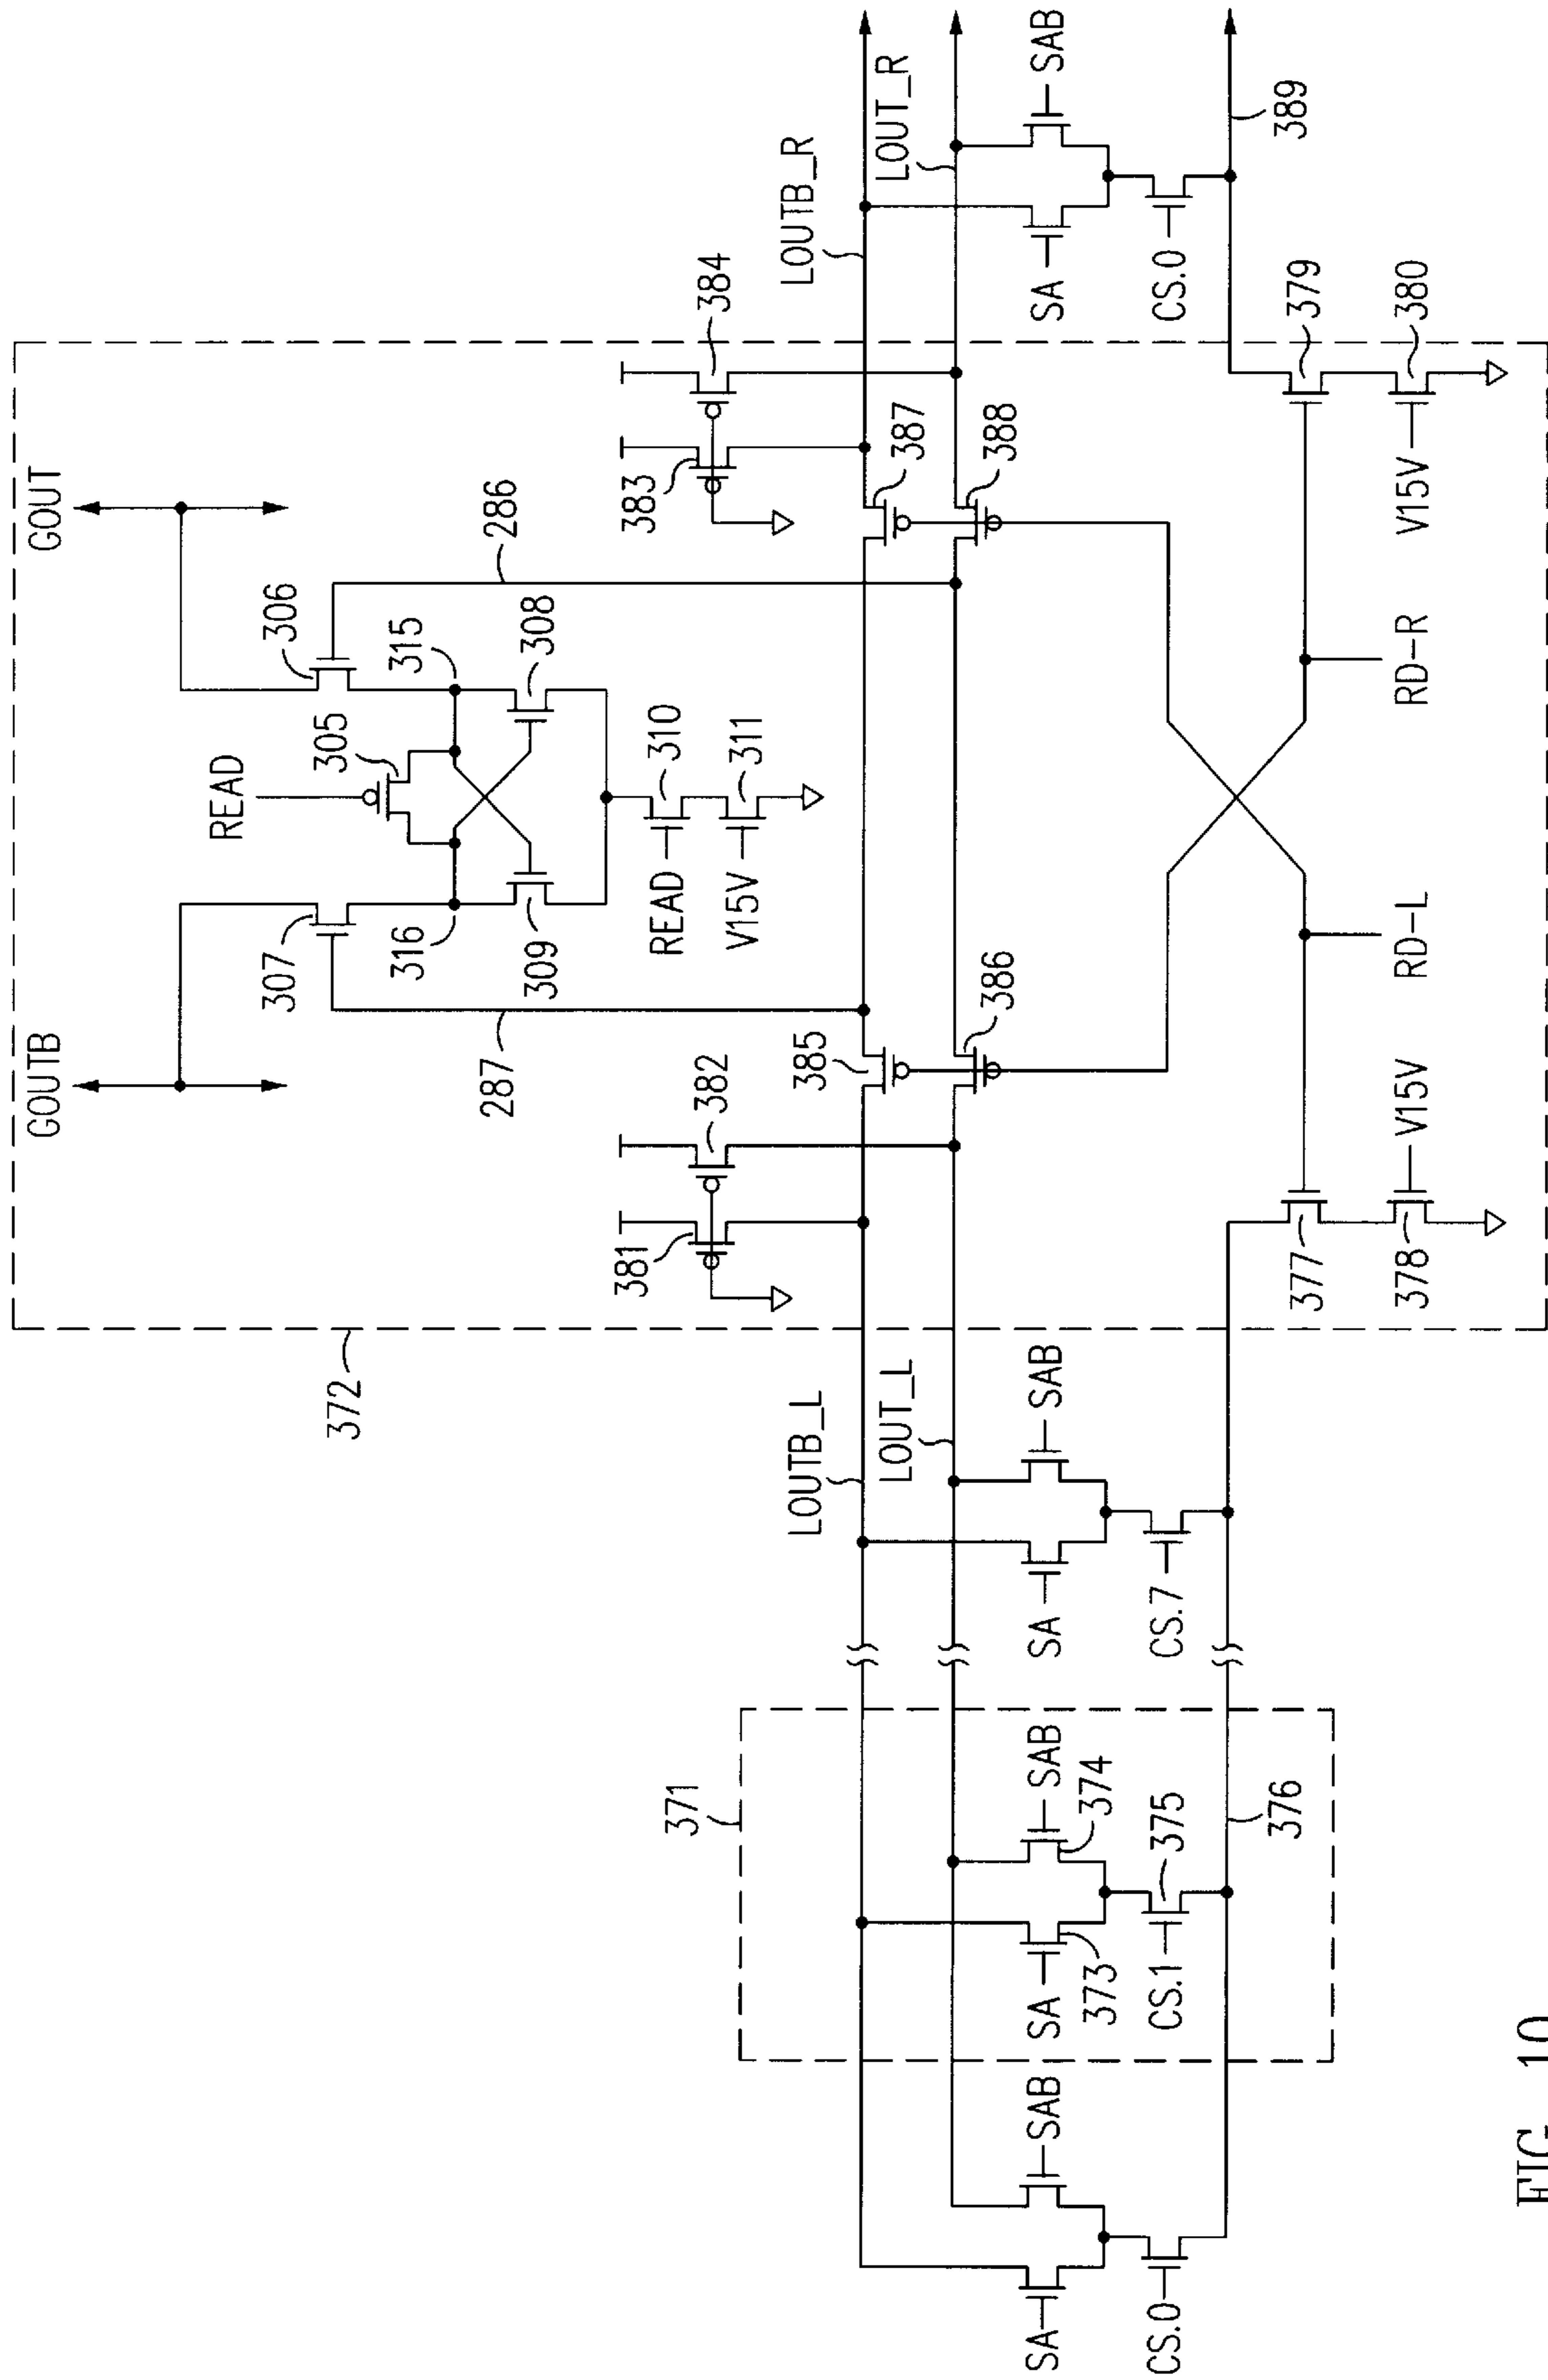 GOUTB
GOUT
READ
307
305
306
316
315
309
308
READ
310
V15V
311
287
286
372
381
382
383
384
LOUTB_L
LOUT_L
LOUTB_R
LOUT_R
385
386
387
388
371
SA
SAB
CS.0
SA
SAB
373
374
CS.1
375
376
SA
SAB
CS.7
SA
SAB
CS.0
389
377
378
V15V
RD-L
RD-R
379
V15V
380
FIG. 10